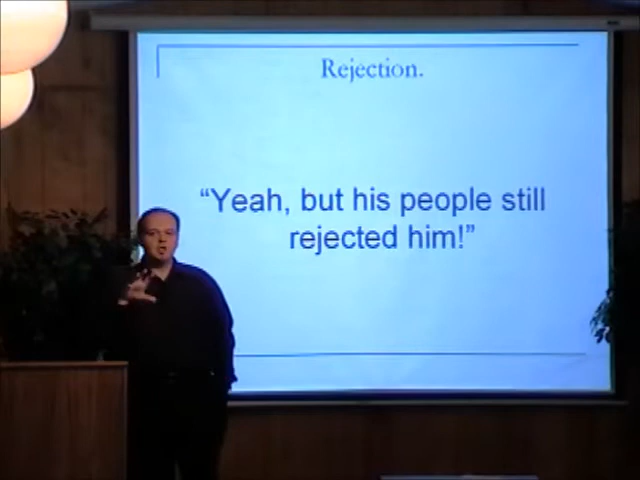 Rejection.
“Yeah, but his people still
rejected him!”